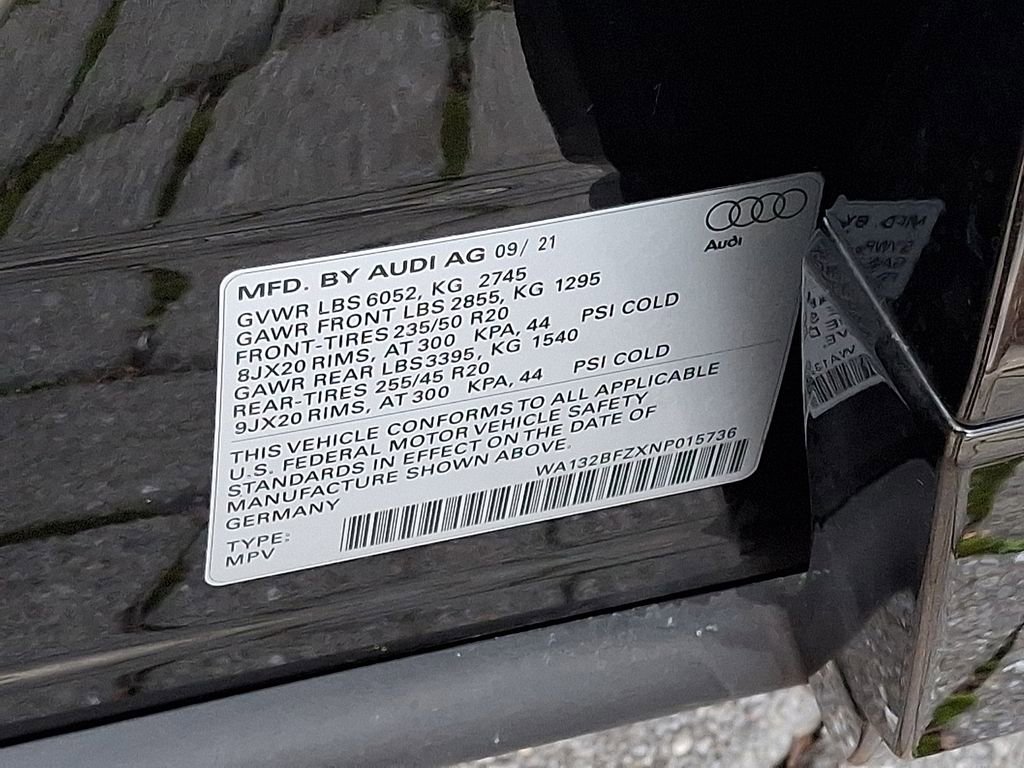 Audi
MFD. BY AUDI AG 09/ 21
GVWR LBS 6052, KG 2745
GAWR FRONT LBS 2855, KG 1295
FRONT-TIRES 235/50 R20
8JX20 RIMS, AT 300 KPA, 44 PSI COLD
GAWR REAR LBS3395, KG 1540
REAR-TIRES 255/45 R20
9JX20 RIMS, AT 300 KPA, 44 PSI COLD
THIS VEHICLE CONFORMS TO ALL APPLICABLE
U.S. FEDERAL MOTOR VEHICLE SAFETY
STANDARDS IN EFFECT ON THE DATE OF
MANUFACTURE SHOWN ABOVE.
GERMANY
WA132BFZXNP015736
TYPE:
MPV